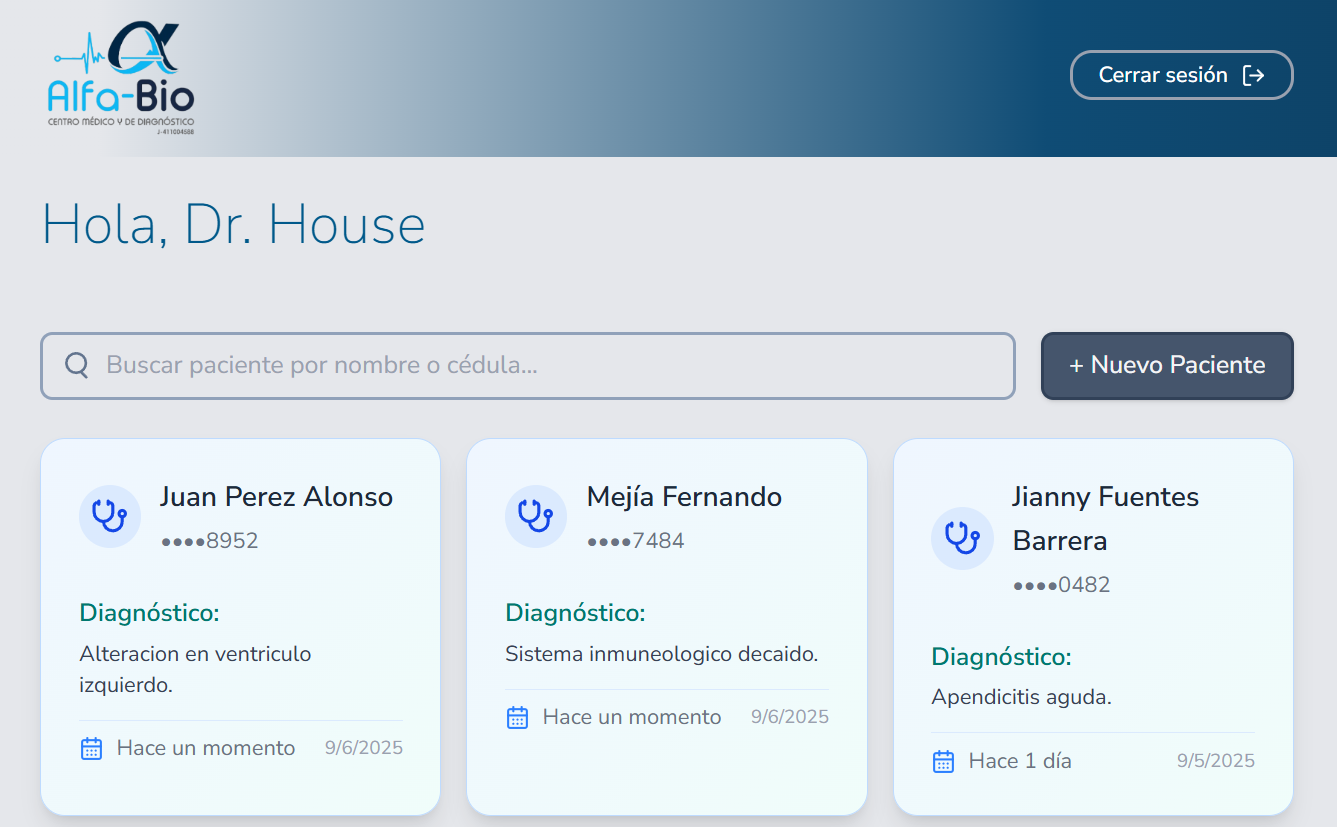 Alfa-Bio
CENTRO MÉDICO Y DE DIAGNÓSTICO
J-411004568
Cerrar sesión
Hola, Dr. House
Buscar paciente por nombre o cédula...
+ Nuevo Paciente
Juan Perez Alonso
••••8952
Diagnóstico:
Alteracion en ventriculo
izquierdo.
Hace un momento 9/6/2025
Mejía Fernando
••••7484
Diagnóstico:
Sistema inmuneologico decaido.
Hace un momento 9/6/2025
Jianny Fuentes
Barrera
••••0482
Diagnóstico:
Apendicitis aguda.
Hace 1 día 9/5/2025